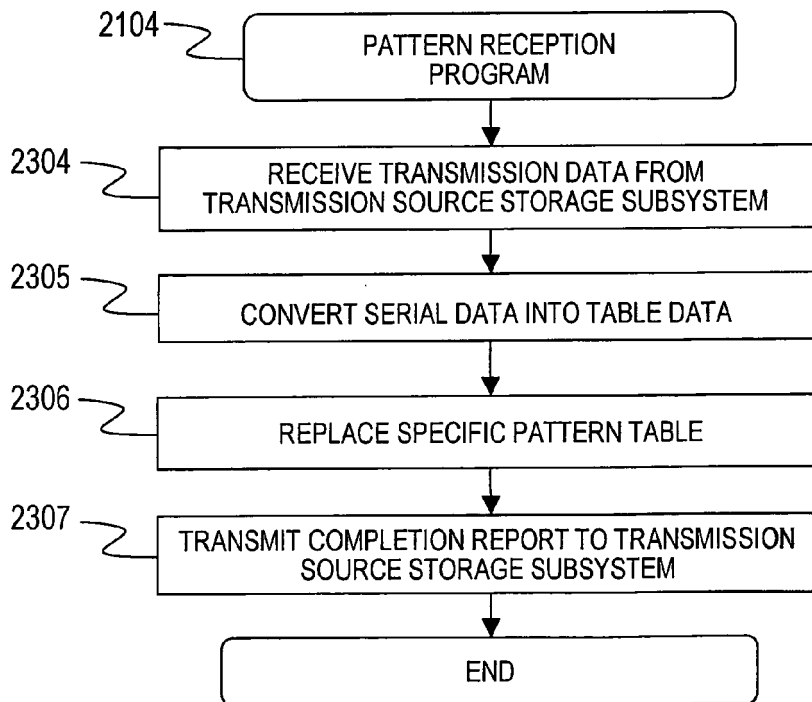 2104
PATTERN RECEPTION
PROGRAM
2304
RECEIVE TRANSMISSION DATA FROM
TRANSMISSION SOURCE STORAGE SUBSYSTEM
2305
CONVERT SERIAL DATA INTO TABLE DATA
2306
REPLACE SPECIFIC PATTERN TABLE
2307
TRANSMIT COMPLETION REPORT TO TRANSMISSION
SOURCE STORAGE SUBSYSTEM
END